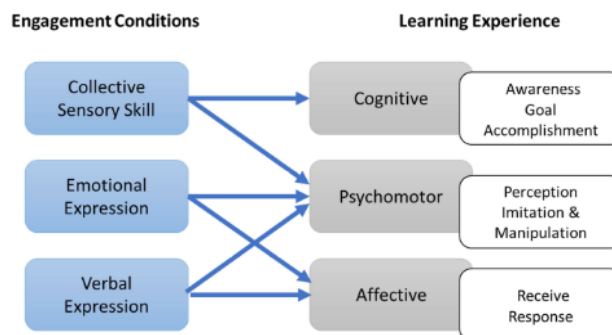 Engagement Conditions
Learning Experience
Collective
Sensory Skill
Cognitive
Awareness
Goal
Accomplishment
Emotional
Expression
Psychomotor
Perception
Imitation &
Manipulation
Verbal
Expression
Affective
Receive
Response